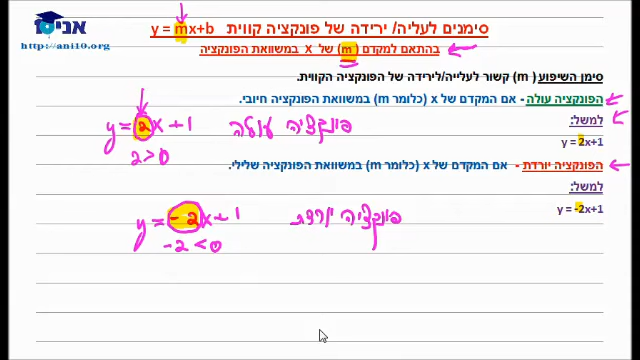 אניסן
http://ani10.org
סימנים לעליה/ ירידה של פונקציה קווית y = mx+b
בהתאם למקדם (m) של x במשוואת הפונקציה
סימן השיפוע (m) קשור לעלייה/לירידה של הפונקציה הקווית.
הפונקציה עולה - אם המקדם של x (כלומר m) במשוואת הפונקציה חיובי.
למשל:
y = 2x+1
y = 2x+1 פונקציה עולה
2>0
הפונקציה יורדת - אם המקדם של x (כלומר m) במשוואת הפונקציה שלילי.
למשל:
y = -2x+1
y = -2x+1 פונקציה יורדת
-2<0